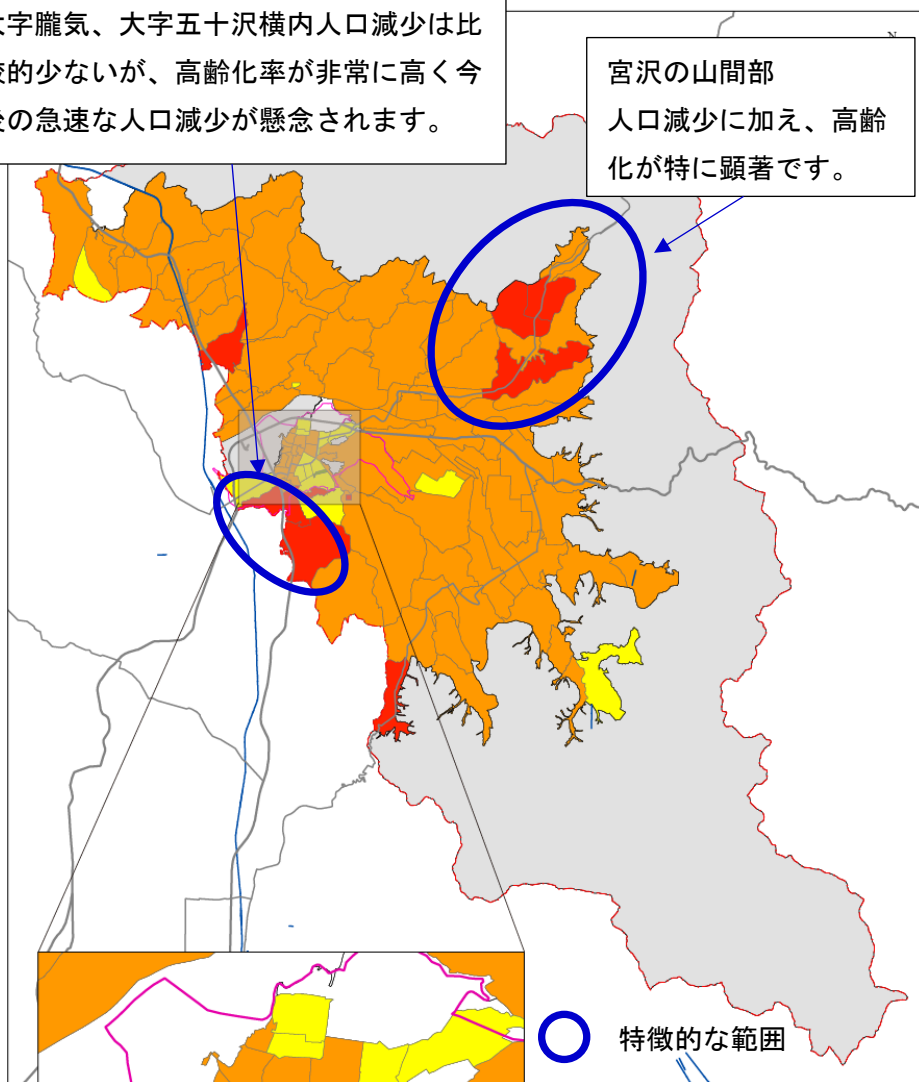 大字朧気、大字五十沢横内人口減少は比
較的少ないが、高齢化率が非常に高く今
後の急速な人口減少が懸念されます。
宮沢の山間部
人口減少に加え、高齢
化が特に顕著です。
N
特徴的な範囲